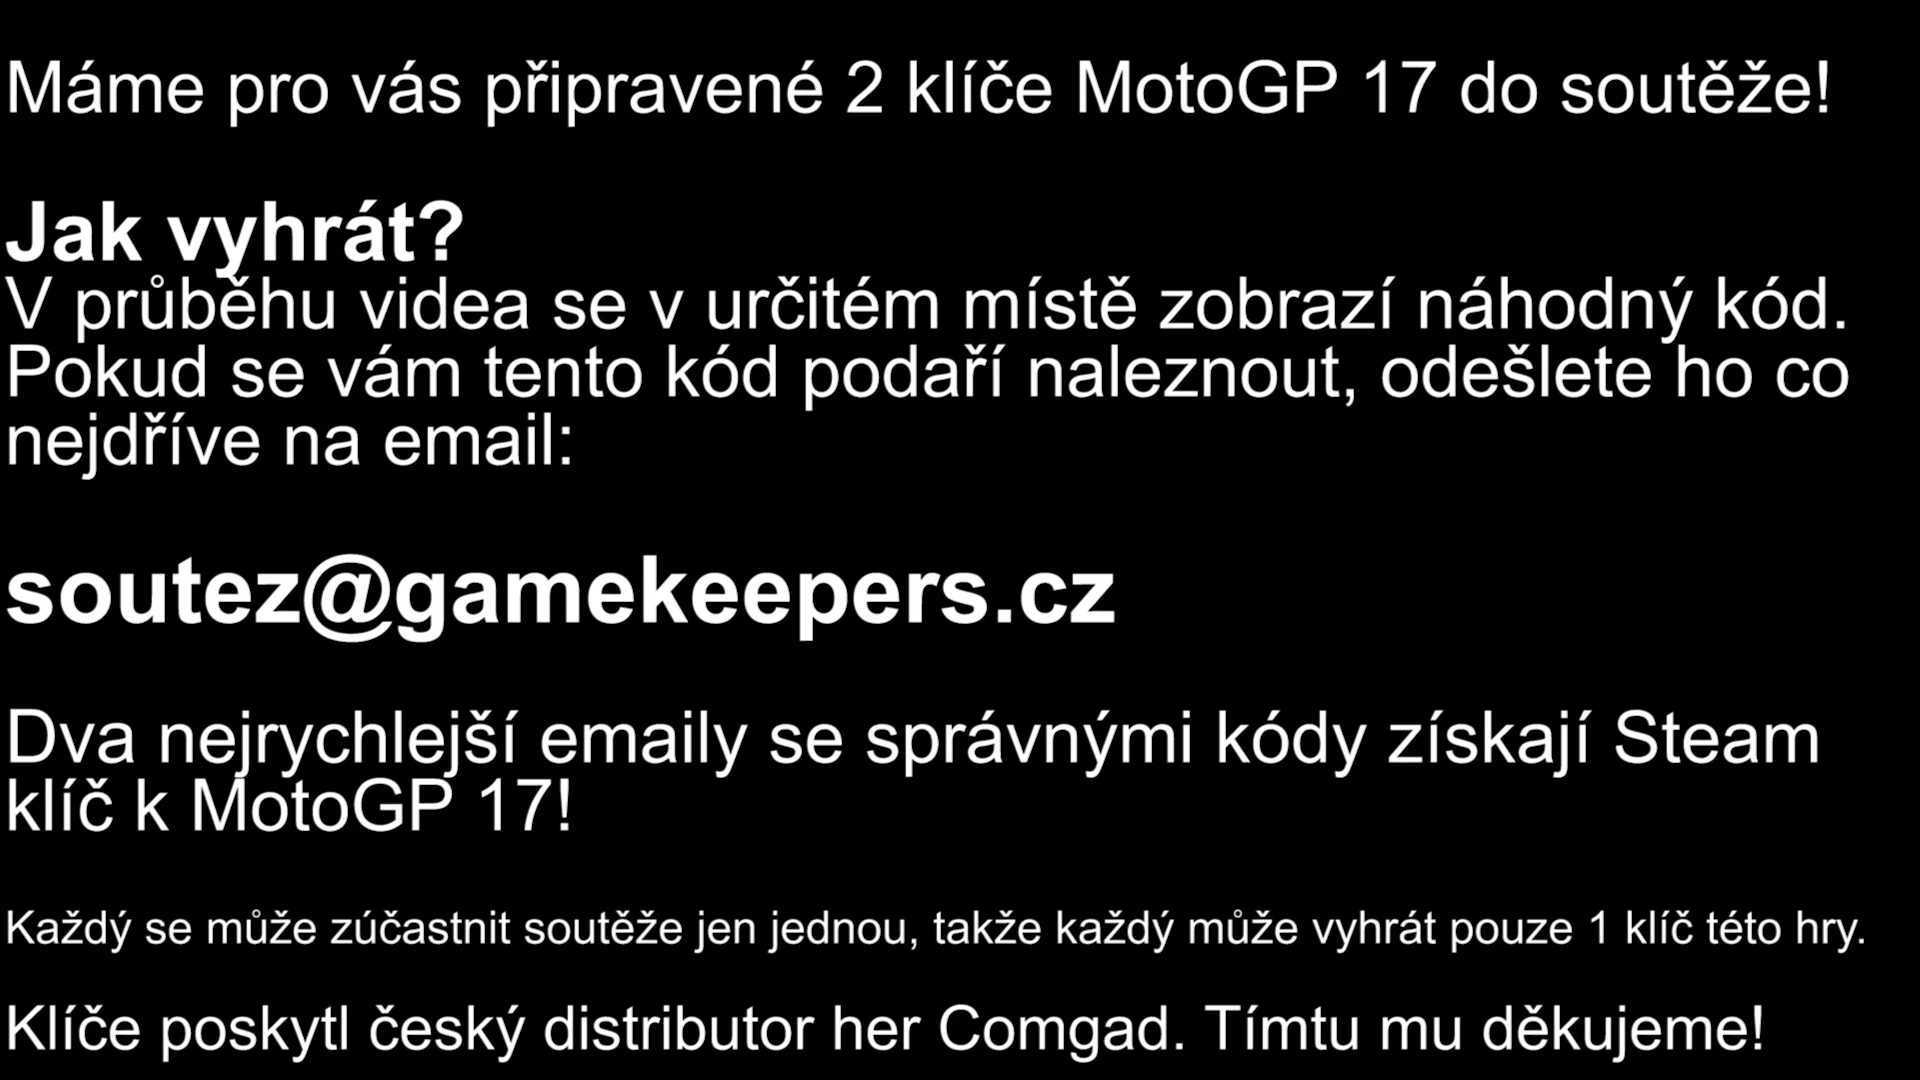 Máme pro vás připravené 2 klíče MotoGP 17 do soutěže!
Jak vyhrát?
V průběhu videa se v určitém místě zobrazí náhodný kód.
Pokud se vám tento kód podaří naleznout, odešlete ho co
nejdříve na email:
soutez@gamekeepers.cz
Dva nejrychlejší emaily se správnými kódy získají Steam
klíč k MotoGP 17!
Každý se může zúčastnit soutěže jen jednou, takže každý může vyhrát pouze 1 klíč této hry.
Klíče poskytl český distributor her Comgad. Tímtu mu děkujeme!